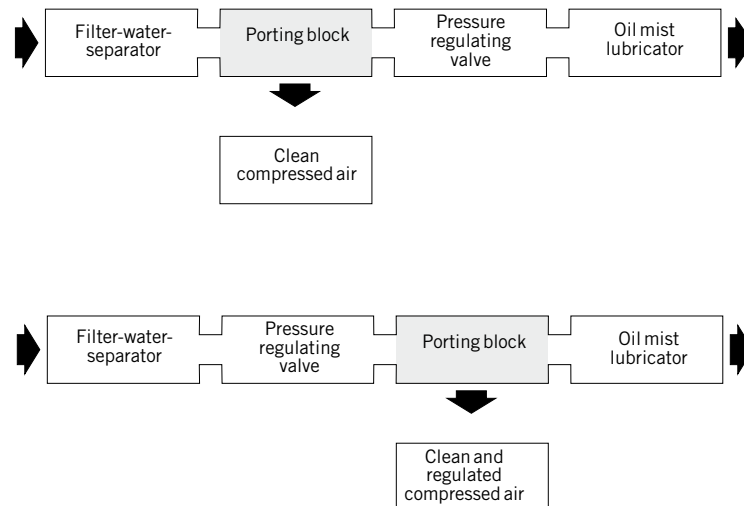 Filter-water-
separator
Porting block
Pressure
regulating
valve
Oil mist
lubricator
Clean
compressed air
Filter-water-
separator
Pressure
regulating
valve
Porting block
Oil mist
lubricator
Clean and
regulated
compressed air